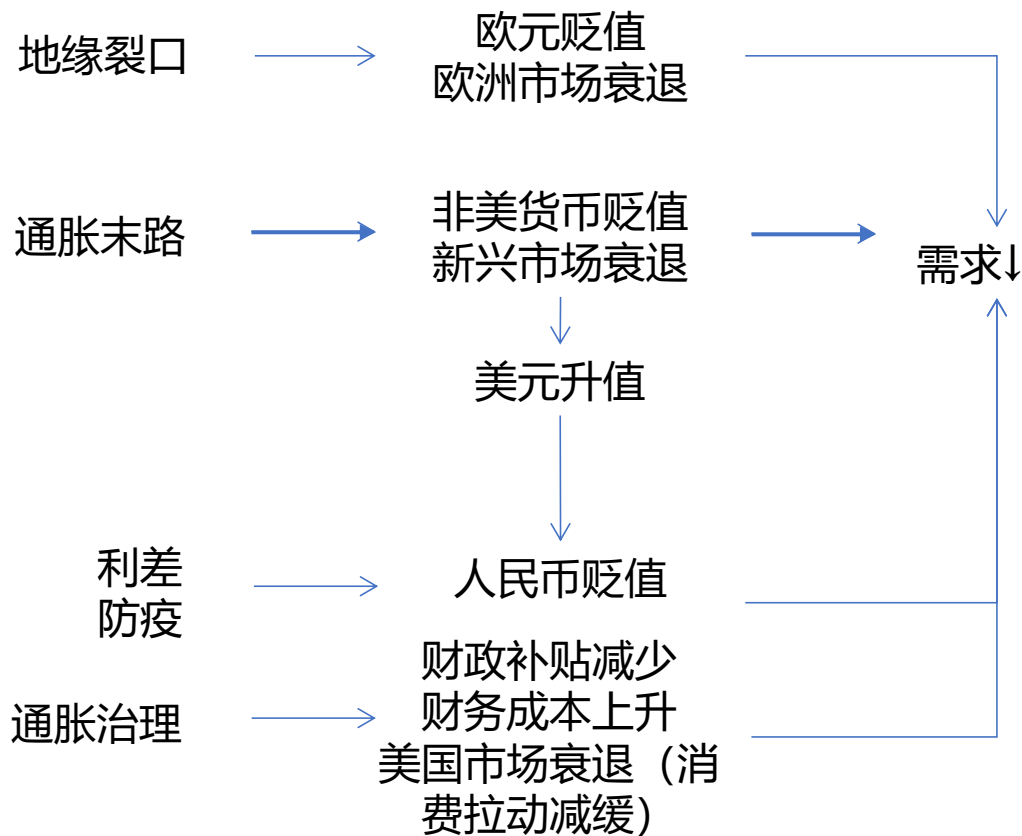 地缘裂口
欧元贬值
欧洲市场衰退
通胀末路
非美货币贬值
新兴市场衰退
需求↓
美元升值
利差
防疫
人民币贬值
通胀治理
财政补贴减少
财务成本上升
美国市场衰退（消
费拉动减缓）